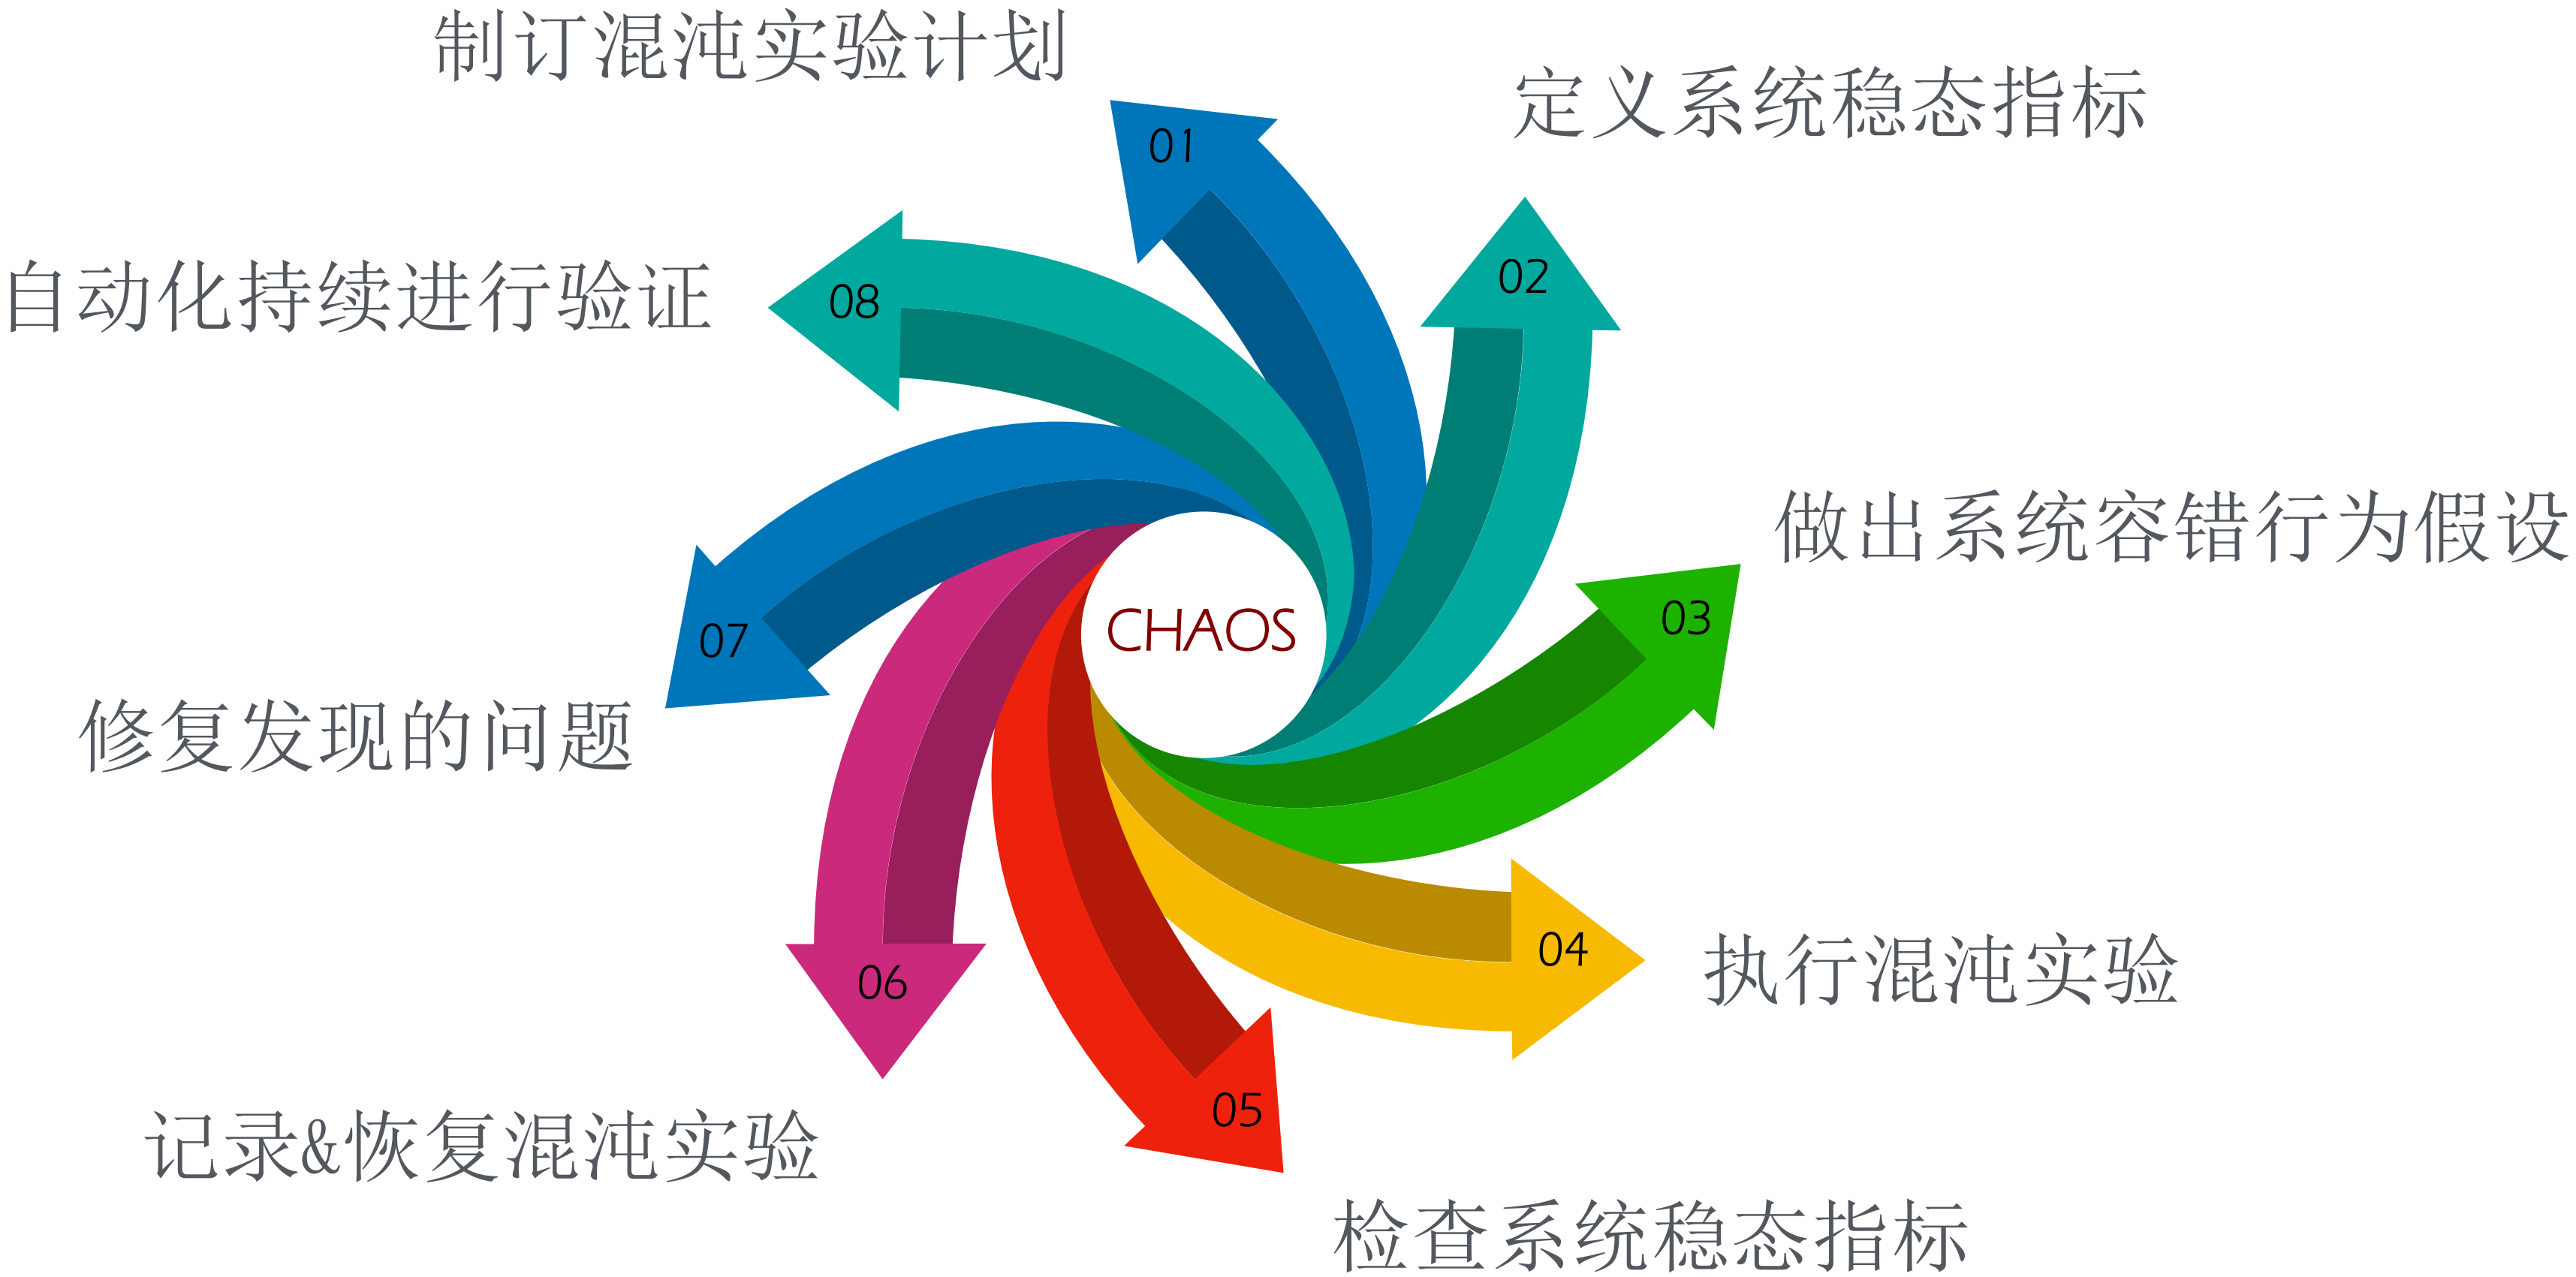 制订混沌实验计划
01
定义系统稳态指标
02
做出系统容错行为假设
03
执行混沌实验
04
检查系统稳态指标
05
记录&恢复混沌实验
06
修复发现的问题
07
自动化持续进行验证
08
CHAOS